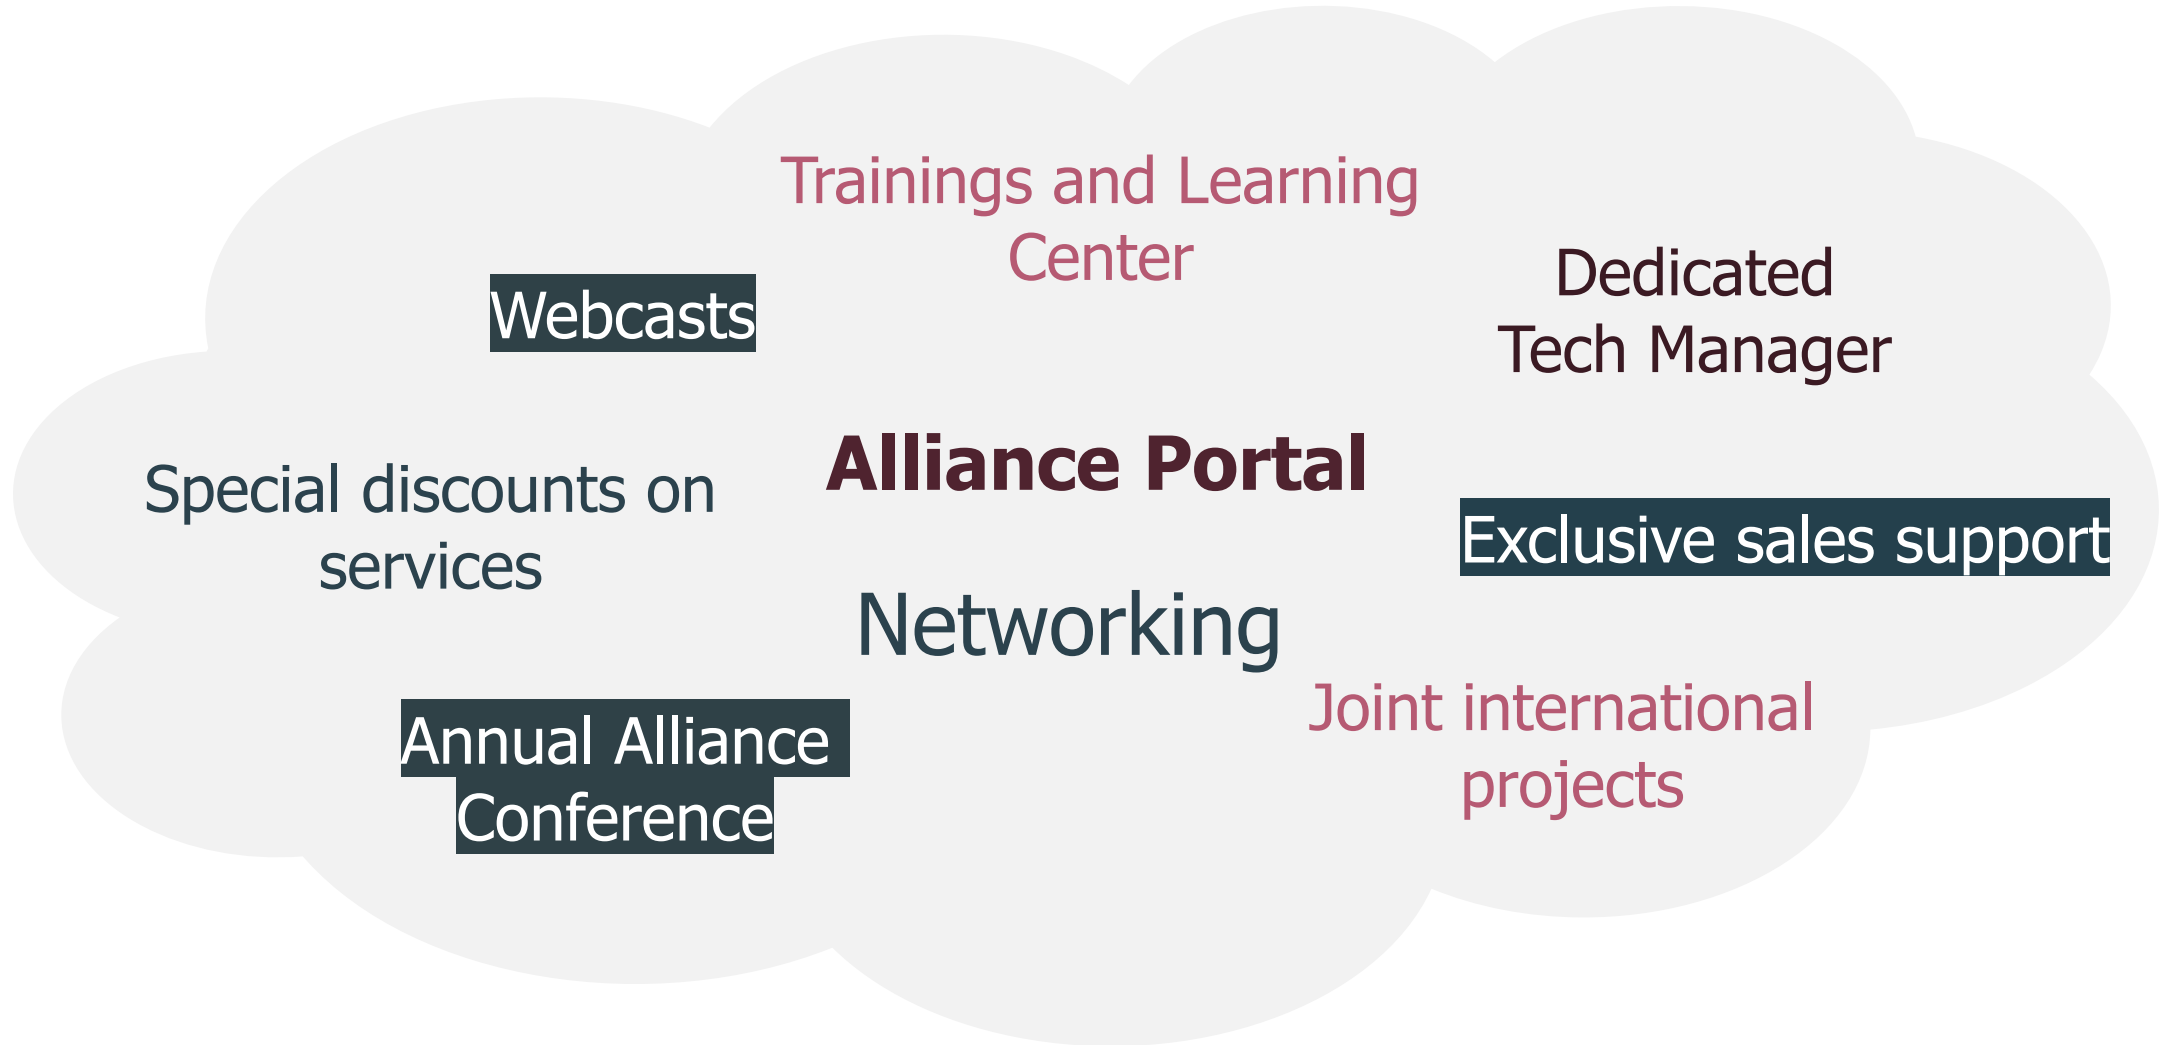 Trainings and Learning
Center
Dedicated
Tech Manager
Webcasts
Alliance Portal
Special discounts on
services
Exclusive sales support
Networking
Joint international
projects
Annual Alliance
Conference